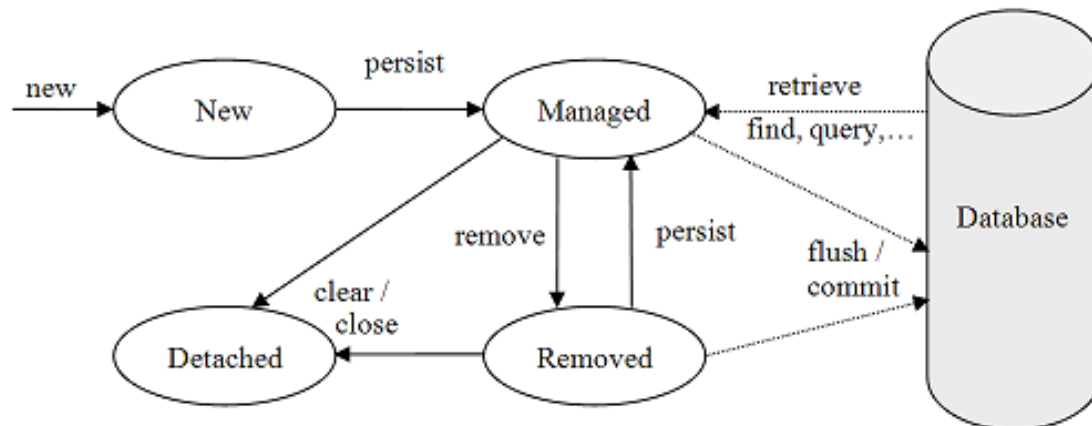 new
New
persist
Managed
retrieve
find, query,...
Database
remove
persist
flush /
commit
clear /
close
Detached
Removed